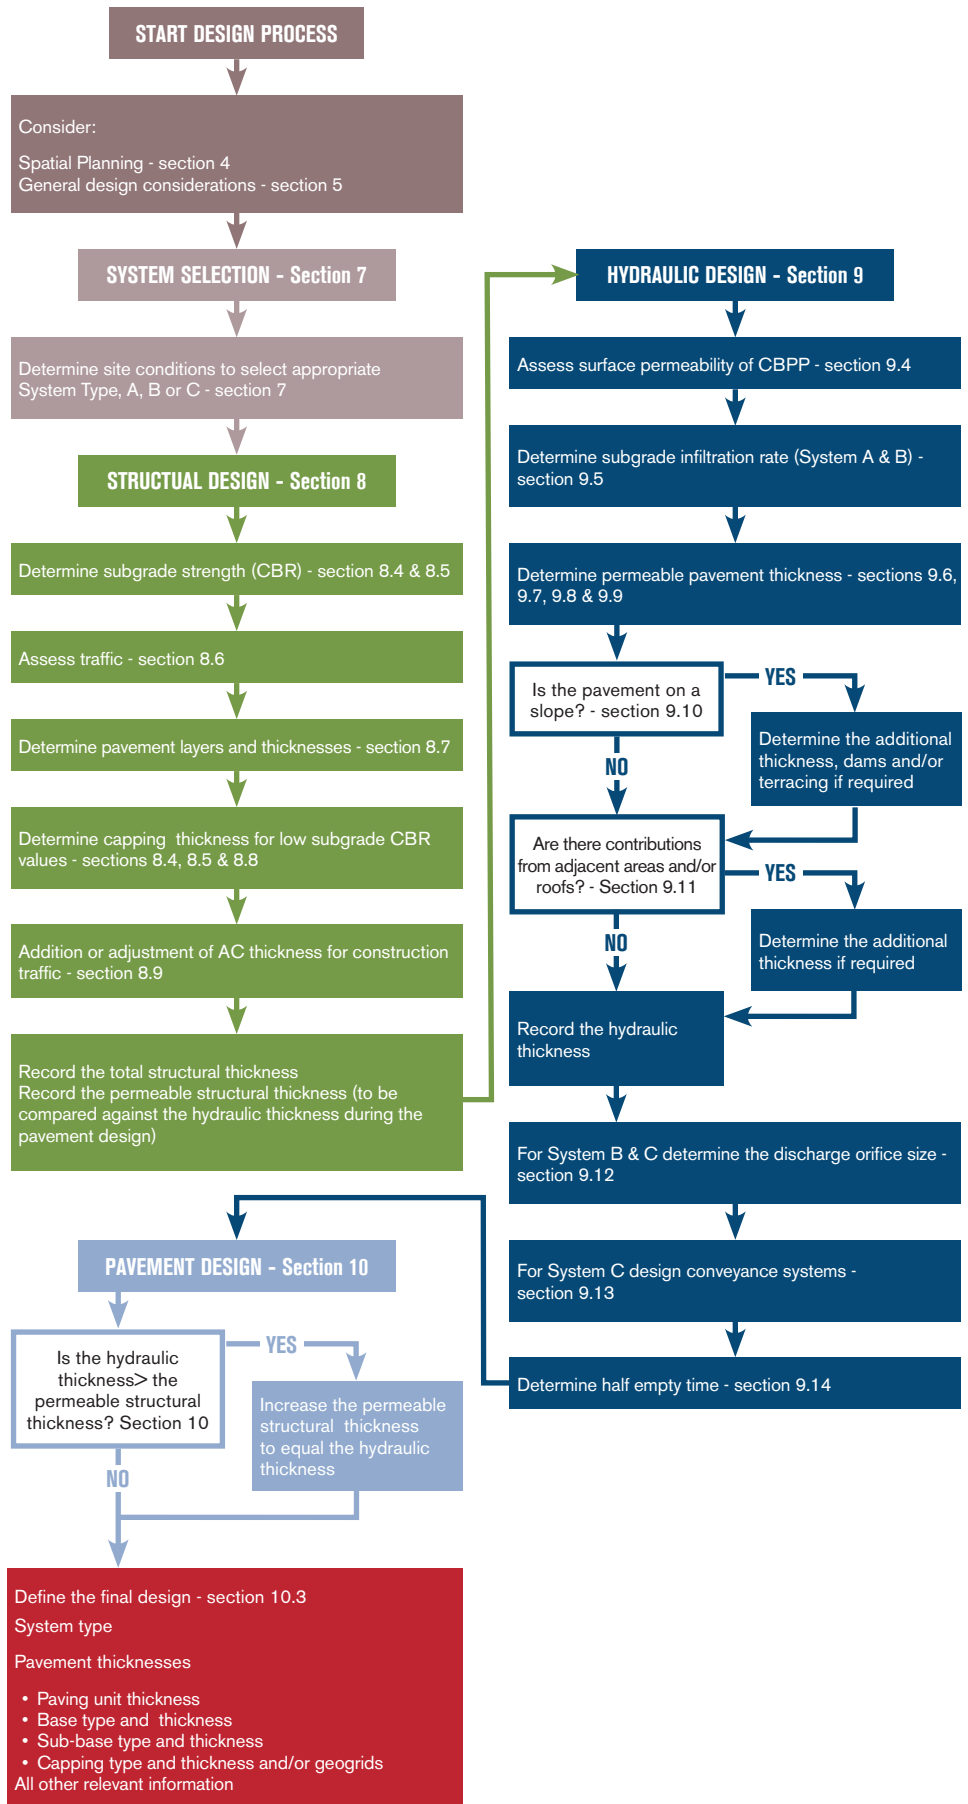 START DESIGN PROCESS
Consider:
Spatial Planning - section 4
General design considerations - section 5
SYSTEM SELECTION - Section 7
Determine site conditions to select appropriate
System Type, A, B or C - section 7
STRUCTUAL DESIGN - Section 8
Determine subgrade strength (CBR) - section 8.4 & 8.5
Assess traffic - section 8.6
Determine pavement layers and thicknesses - section 8.7
Determine capping thickness for low subgrade CBR
values - sections 8.4, 8.5 & 8.8
Addition or adjustment of AC thickness for construction
traffic - section 8.9
Record the total structural thickness
Record the permeable structural thickness (to be
compared against the hydraulic thickness during the
pavement design)
HYDRAULIC DESIGN - Section 9
Assess surface permeability of CBPP - section 9.4
Determine subgrade infiltration rate (System A & B) -
section 9.5
Determine permeable pavement thickness - sections 9.6,
9.7, 9.8 & 9.9
Is the pavement on a
slope? - section 9.10
YES
Determine the additional
thickness, dams and/or
terracing if required
NO
Are there contributions
from adjacent areas and/or
roofs? - Section 9.11
YES
Determine the additional
thickness if required
NO
Record the hydraulic
thickness
For System B & C determine the discharge orifice size -
section 9.12
For System C design conveyance systems -
section 9.13
Determine half empty time - section 9.14
PAVEMENT DESIGN - Section 10
Is the hydraulic
thickness> the
permeable structural
thickness? Section 10
YES
Increase the permeable
structural thickness
to equal the hydraulic
thickness
NO
Define the final design - section 10.3
System type
Pavement thicknesses
• Paving unit thickness
• Base type and thickness
• Sub-base type and thickness
• Capping type and thickness and/or geogrids
All other relevant information